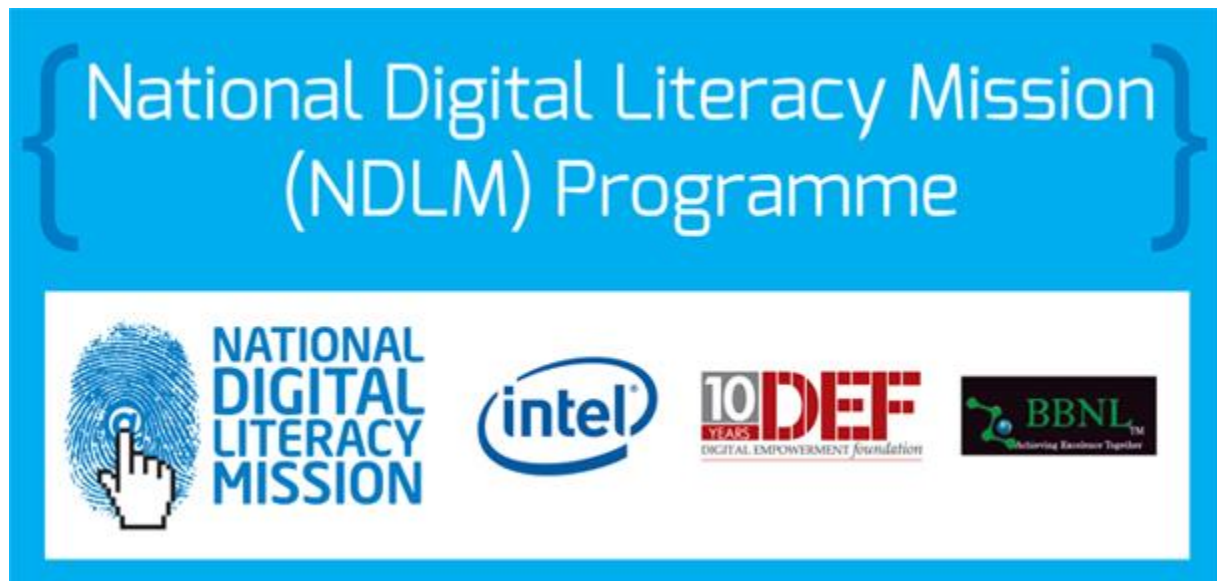 National Digital Literacy Mission
(NDLM) Programme
NATIONAL
DIGITAL
LITERACY
MISSION
@
intel
10
YEARS
DEF
DIGITAL EMPOWERMENT foundation
BBNL TM
Achieving Excellence Together